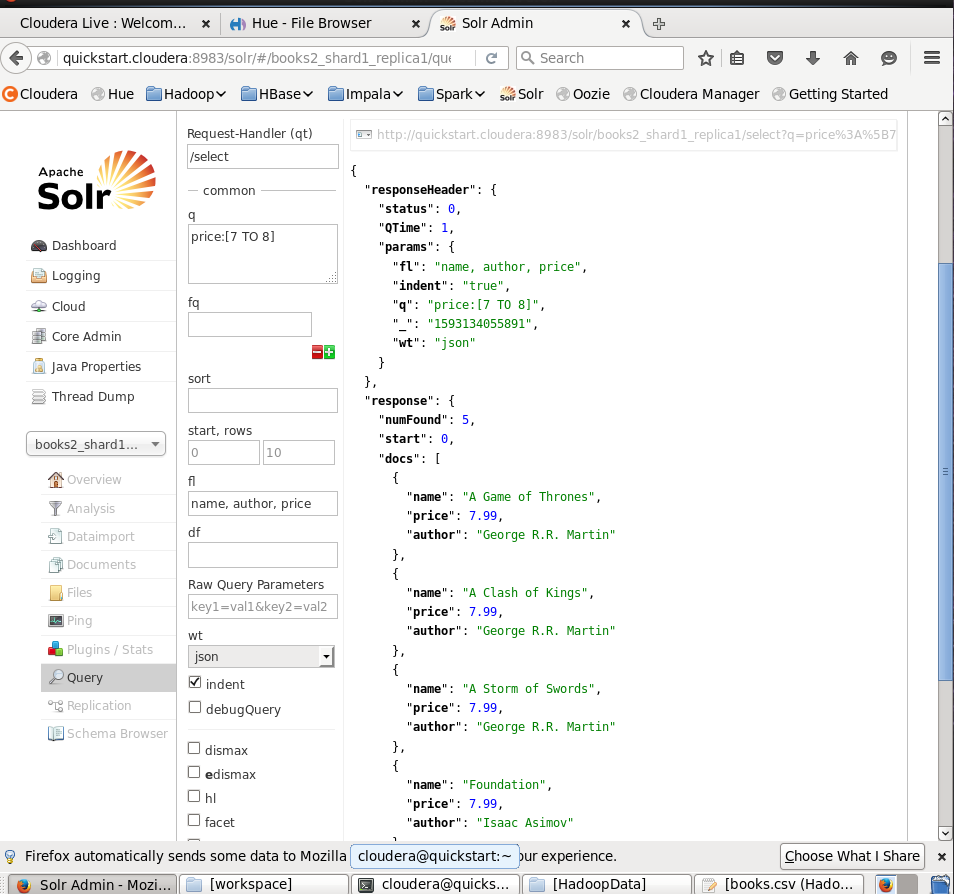 Cloudera Live : Welcom... ×
Hue - File Browser ×
Solr Admin ×
quickstart.cloudera:8983/solr/#/books2_shard1_replica1/que
Search
Cloudera Hue Hadoop HBase Impala Spark Solr Oozie Cloudera Manager Getting Started
Apache
Solr
Dashboard
Logging
Cloud
Core Admin
Java Properties
Thread Dump
books2_shard1...
Overview
Analysis
Dataimport
Documents
Files
Ping
Plugins / Stats
Query
Replication
Schema Browser
Request-Handler (qt)
/select
common
q
price:[7 TO 8]
fq
sort
start, rows
0 10
fl
name, author, price
df
Raw Query Parameters
key1=val1&key2=val2
wt
json
indent
debugQuery
dismax
edismax
hl
facet
http://quickstart.cloudera:8983/solr/books2_shard1_replica1/select?q=price%3A%5B7
{
"responseHeader": {
"status": 0,
"QTime": 1,
"params": {
"fl": "name, author, price",
"indent": "true",
"q": "price:[7 TO 8]",
"_": "1593134055891",
"wt": "json"
}
},
"response": {
"numFound": 5,
"start": 0,
"docs": [
{
"name": "A Game of Thrones",
"price": 7.99,
"author": "George R.R. Martin"
},
{
"name": "A Clash of Kings",
"price": 7.99,
"author": "George R.R. Martin"
},
{
"name": "A Storm of Swords",
"price": 7.99,
"author": "George R.R. Martin"
},
{
"name": "Foundation",
"price": 7.99,
"author": "Isaac Asimov"
Firefox automatically sends some data to Mozilla
cloudera@quickstart:~
our experience.
Choose What I Share ×
Solr Admin - Mozi...
[workspace]
cloudera@quicks...
[HadoopData]
[books.csv (Hado...